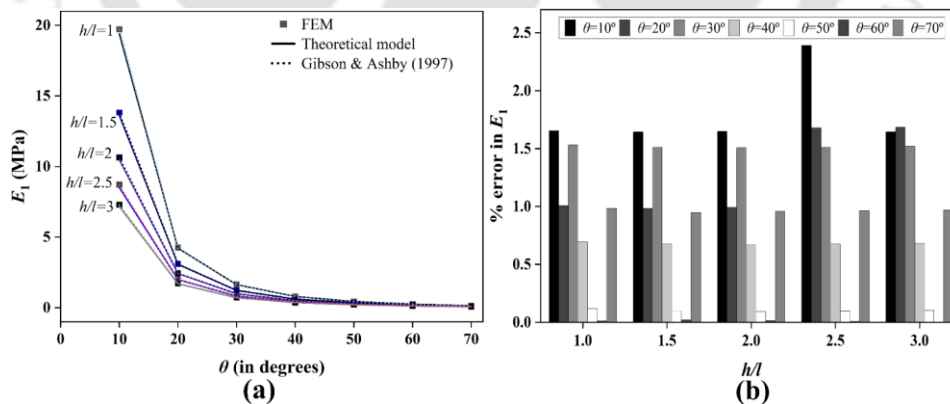 h/l=1
h/l=1.5
h/l=2
h/l=2.5
h/l=3
FEM
Theoretical model
Gibson & Ashby (1997)
20
15
10
5
0
E₁ (MPa)
10 20 30 40 50 60 70
θ (in degrees)
(a)
θ=10º θ=20º θ=30º θ=40º θ=50º θ=60º θ=70º
2.5
2.0
1.5
1.0
0.5
0.0
% error in E₁
1.0 1.5 2.0 2.5 3.0
h/l
(b)